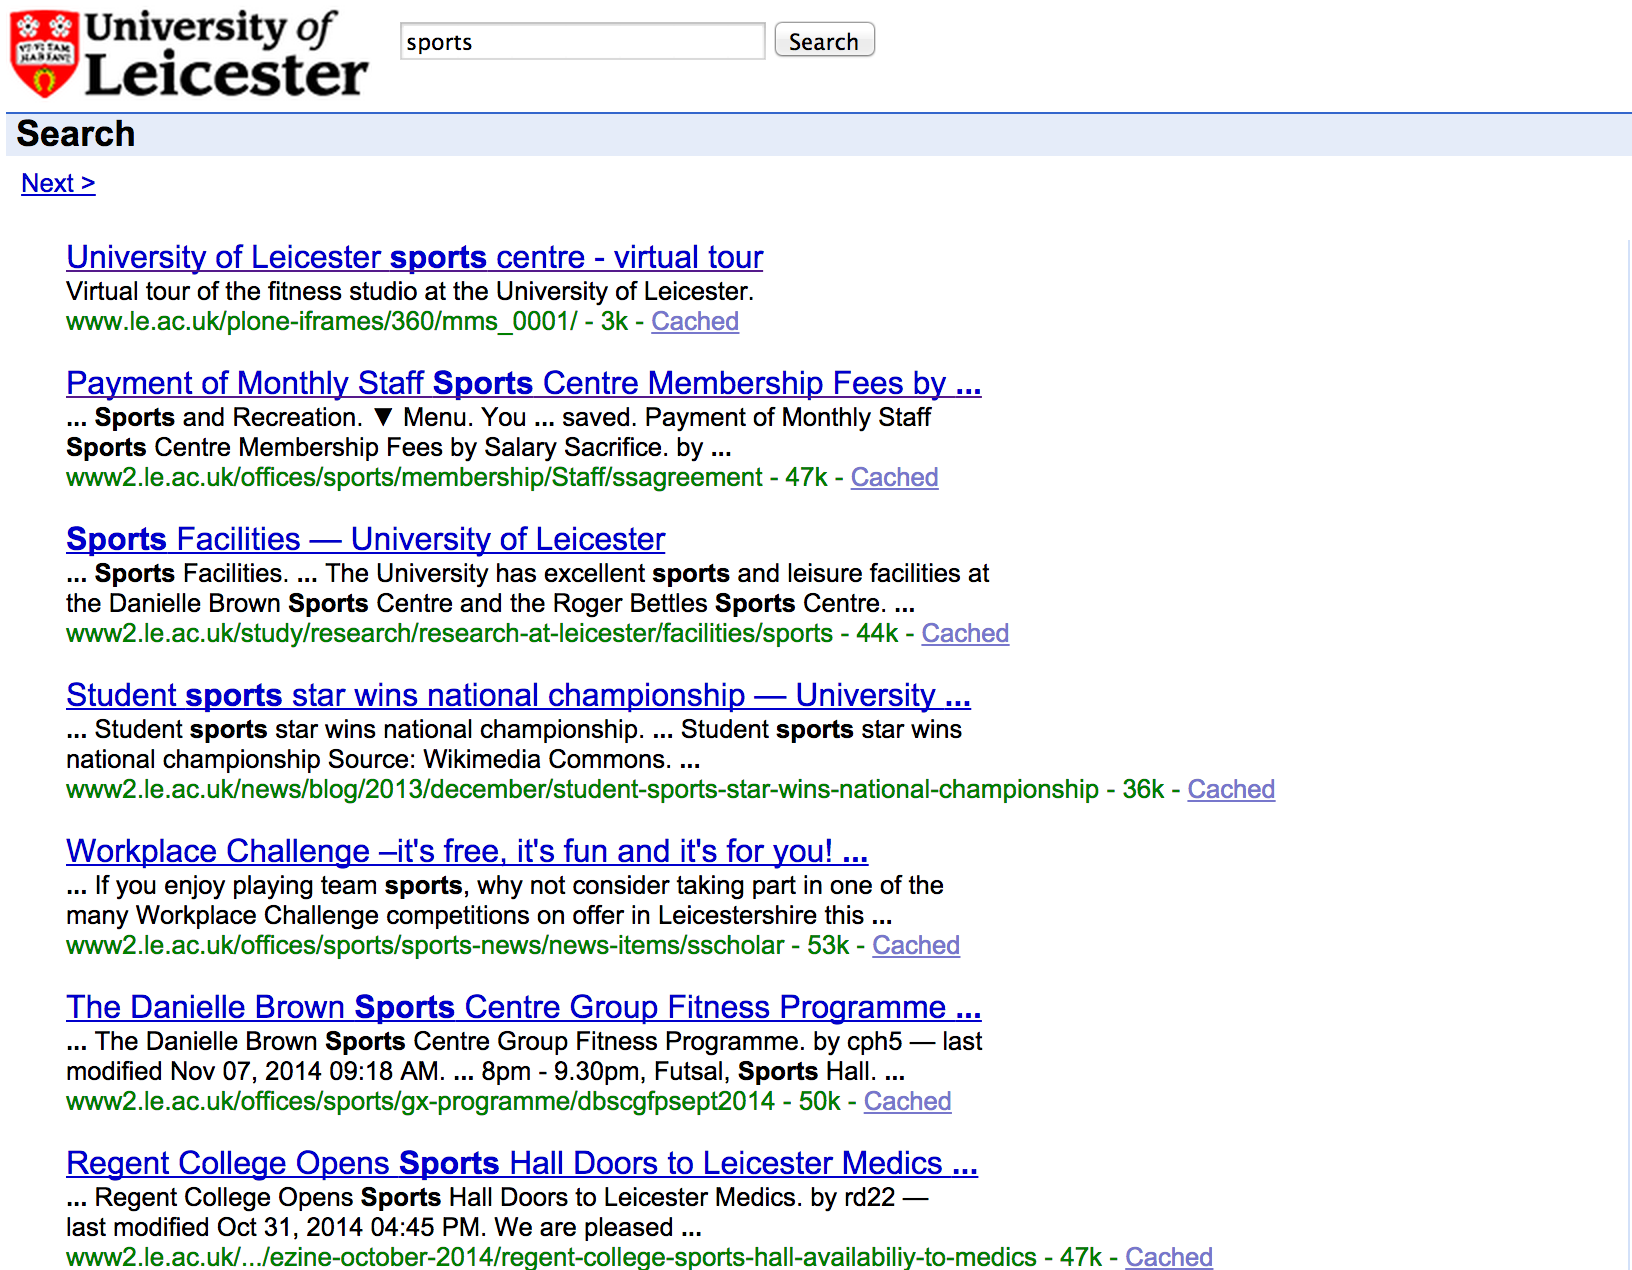 University of
Leicester
VT VI TAM
HABEANT
sports
Search
Search
Next >
University of Leicester sports centre - virtual tour
Virtual tour of the fitness studio at the University of Leicester.
www.le.ac.uk/plone-iframes/360/mms_0001/ - 3k - Cached
Payment of Monthly Staff Sports Centre Membership Fees by ...
... Sports and Recreation. ▼ Menu. You ... saved. Payment of Monthly Staff
Sports Centre Membership Fees by Salary Sacrifice. by ...
www2.le.ac.uk/offices/sports/membership/Staff/ssagreement - 47k - Cached
Sports Facilities — University of Leicester
... Sports Facilities. ... The University has excellent sports and leisure facilities at
the Danielle Brown Sports Centre and the Roger Bettles Sports Centre. ...
www2.le.ac.uk/study/research/research-at-leicester/facilities/sports - 44k - Cached
Student sports star wins national championship — University ...
... Student sports star wins national championship. ... Student sports star wins
national championship Source: Wikimedia Commons. ...
www2.le.ac.uk/news/blog/2013/december/student-sports-star-wins-national-championship - 36k - Cached
Workplace Challenge –it's free, it's fun and it's for you! ...
... If you enjoy playing team sports, why not consider taking part in one of the
many Workplace Challenge competitions on offer in Leicestershire this ...
www2.le.ac.uk/offices/sports/sports-news/news-items/sscholar - 53k - Cached
The Danielle Brown Sports Centre Group Fitness Programme ...
... The Danielle Brown Sports Centre Group Fitness Programme. by cph5 — last
modified Nov 07, 2014 09:18 AM. ... 8pm - 9.30pm, Futsal, Sports Hall. ...
www2.le.ac.uk/offices/sports/gx-programme/dbscgfpsept2014 - 50k - Cached
Regent College Opens Sports Hall Doors to Leicester Medics ...
... Regent College Opens Sports Hall Doors to Leicester Medics. by rd22 —
last modified Oct 31, 2014 04:45 PM. We are pleased ...
www2.le.ac.uk/.../ezine-october-2014/regent-college-sports-hall-availabiliy-to-medics - 47k - Cached